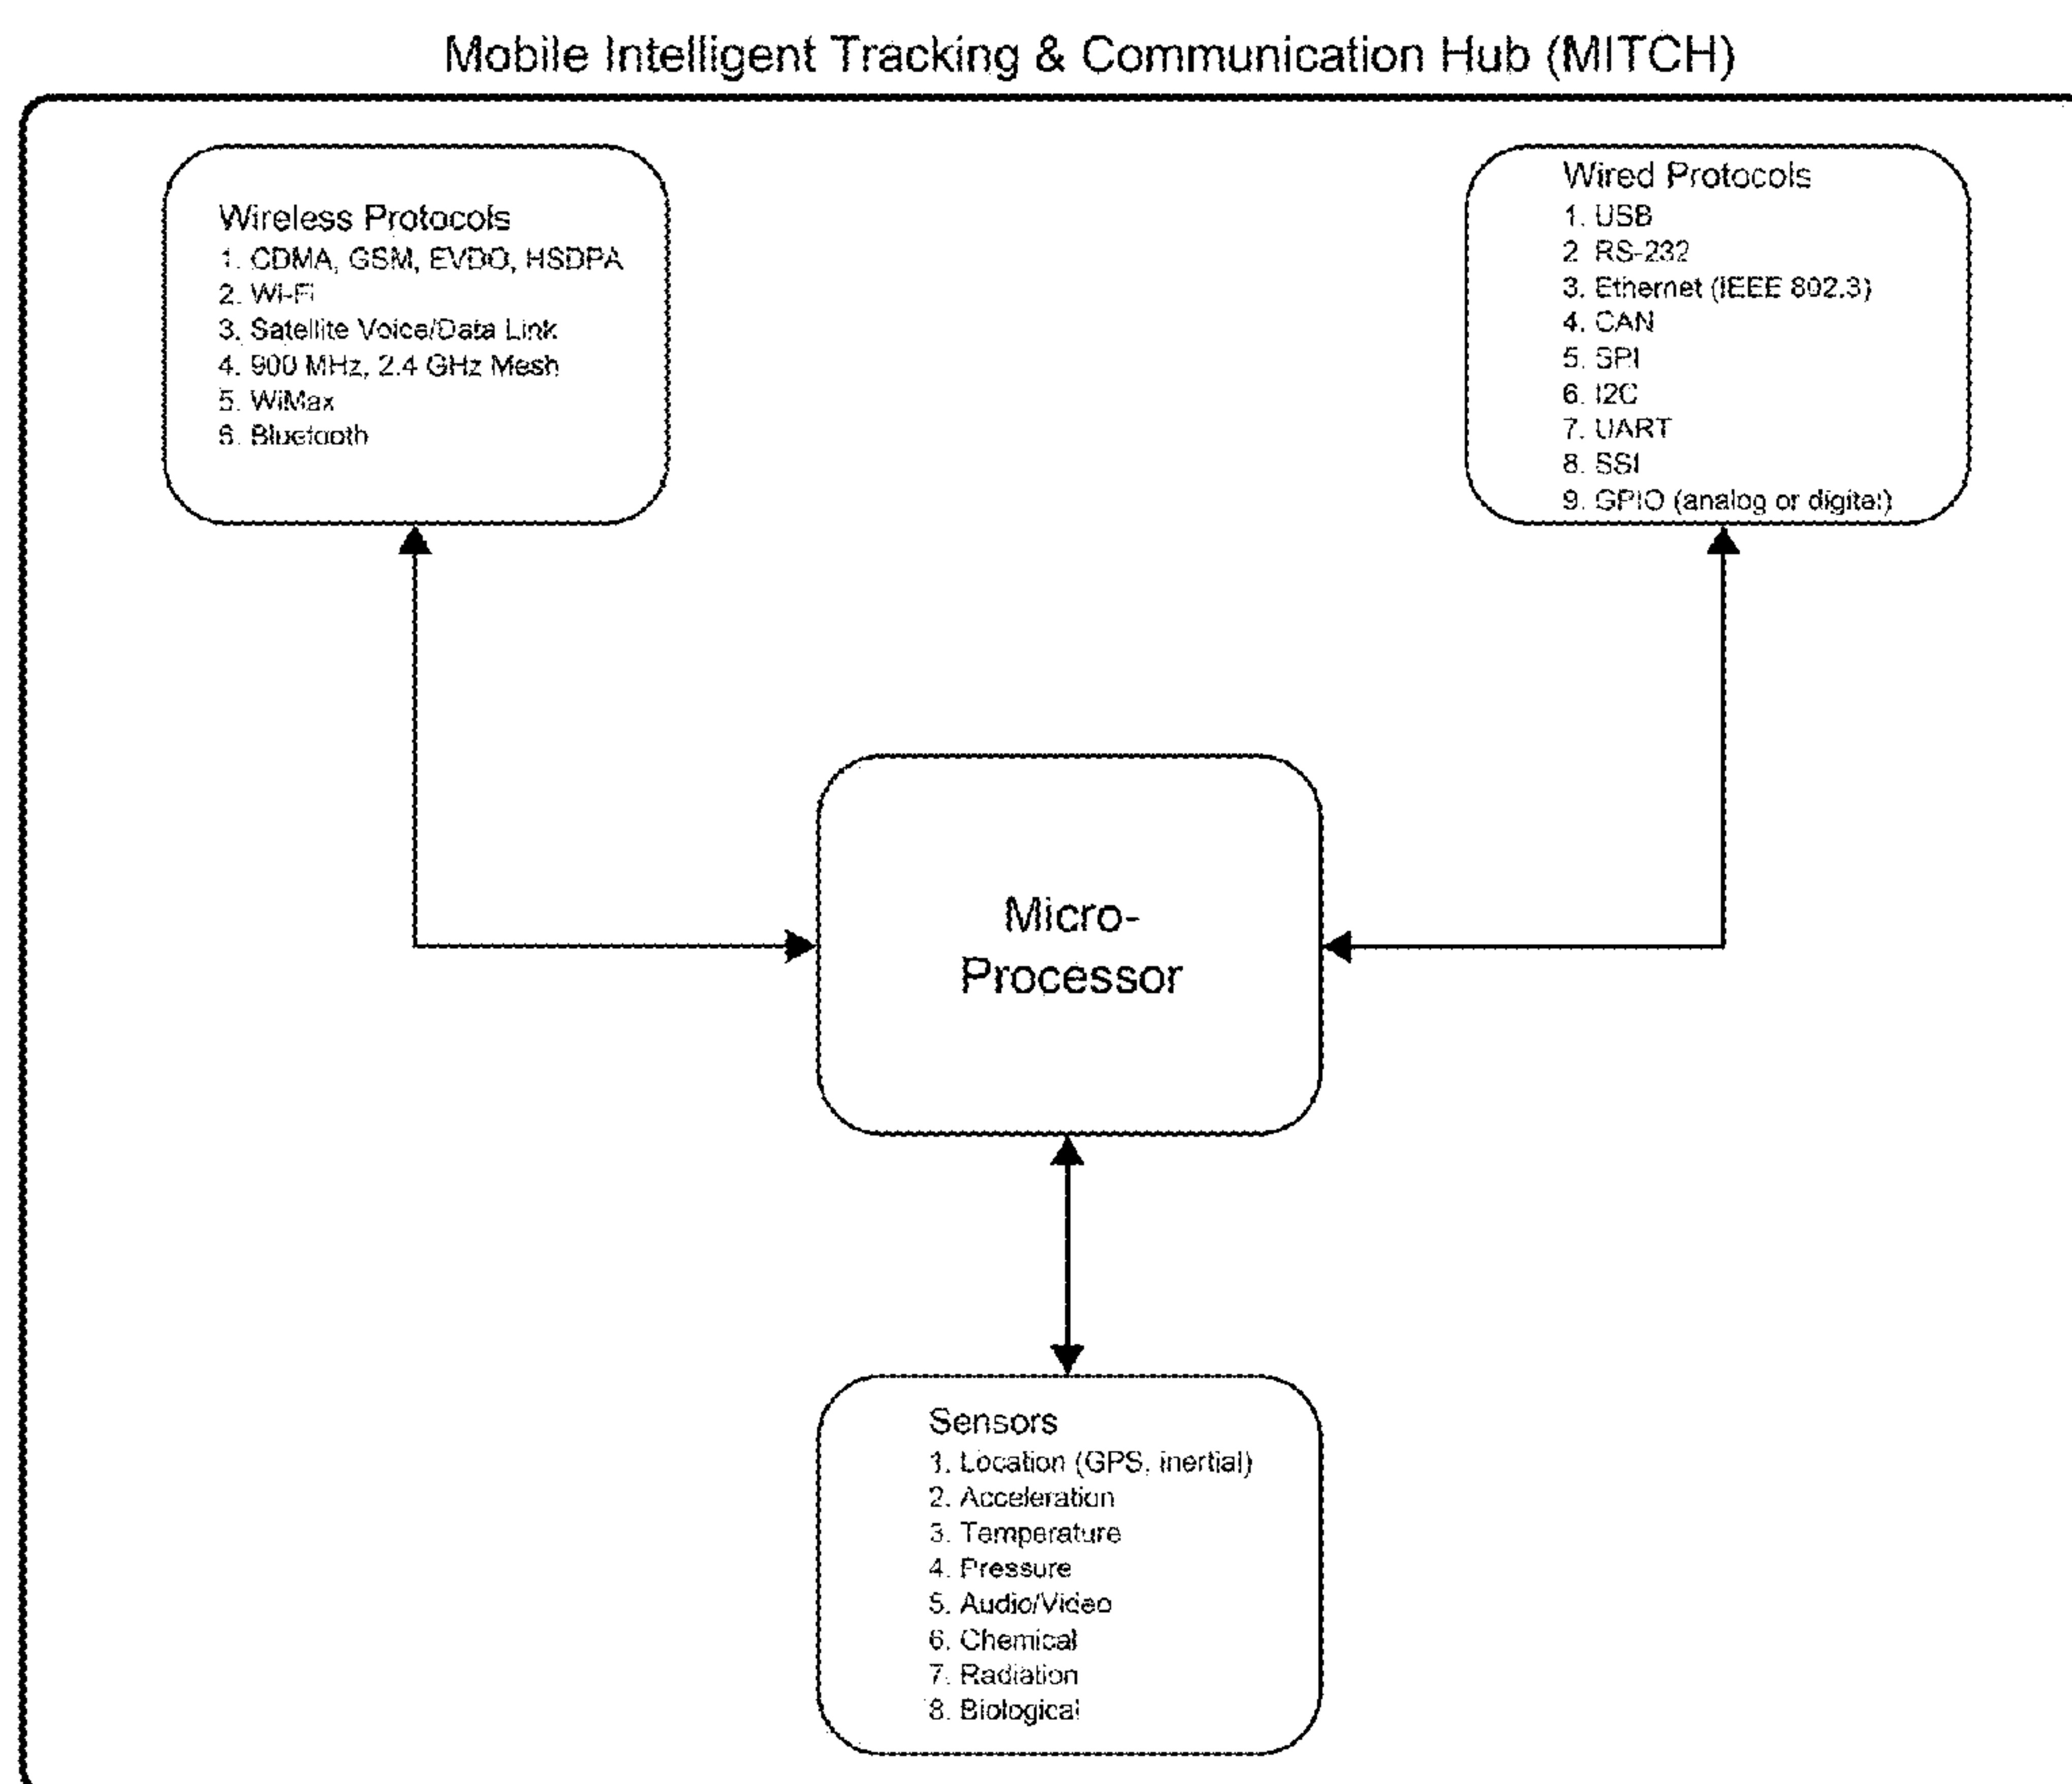 Mobile Intelligent Tracking & Communication Hub (MITCH)
Wireless Protocols
1. CDMA, GSM, EVDO, HSDPA
2. Wi-Fi
3. Satellite Voice/Data Link
4. 900 MHz, 2.4 GHz Mesh
5. WiMax
6. Bluetooth
Wired Protocols
1. USB
2 RS-232
3. Ethernet (IEEE 802.3)
4. CAN
5. SPI
6. I2C
7. UART
8. SSI
9. GPIO (analog or digital)
Micro-
Processor
Sensors
1. Location (GPS, inertial)
2. Acceleration
3. Temperature
4. Pressure
5. Audio/Video
6. Chemical
7. Radiation
8. Biological